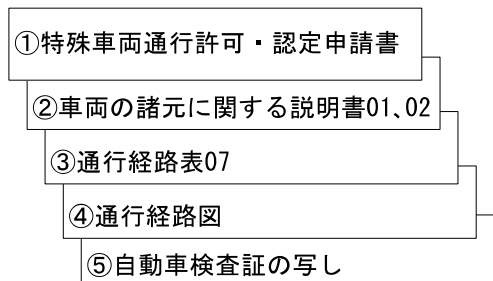 ①特殊車両通行許可・認定申請書
②車両の諸元に関する説明書01、02
③通行経路表07
④通行経路図
⑤自動車検査証の写し